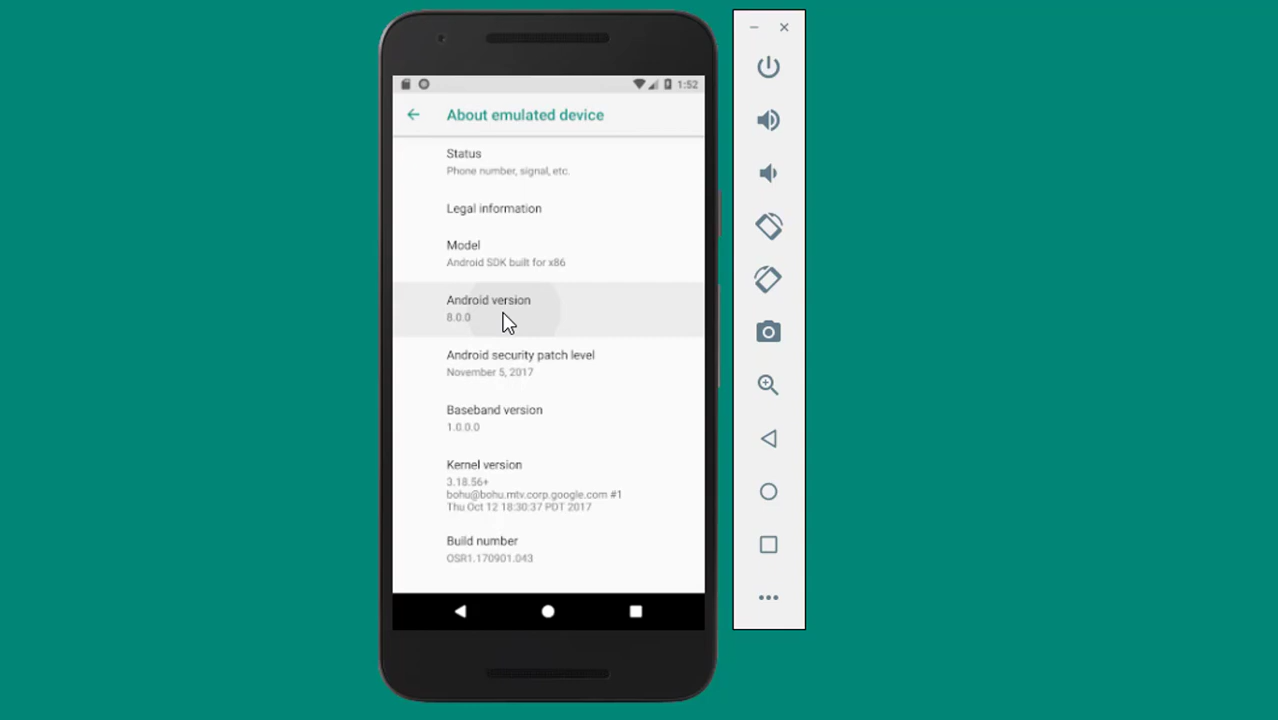 1:52
About emulated device
Status
Phone number, signal, etc.
Legal information
Model
Android SDK built for x86
Android version
8.0.0
Android security patch level
November 5, 2017
Baseband version
1.0.0.0
Kernel version
3.18.56+
bohu@bohu.mtv.corp.google.com #1
Thu Oct 12 18:30:37 PDT 2017
Build number
OSR1.170901.043